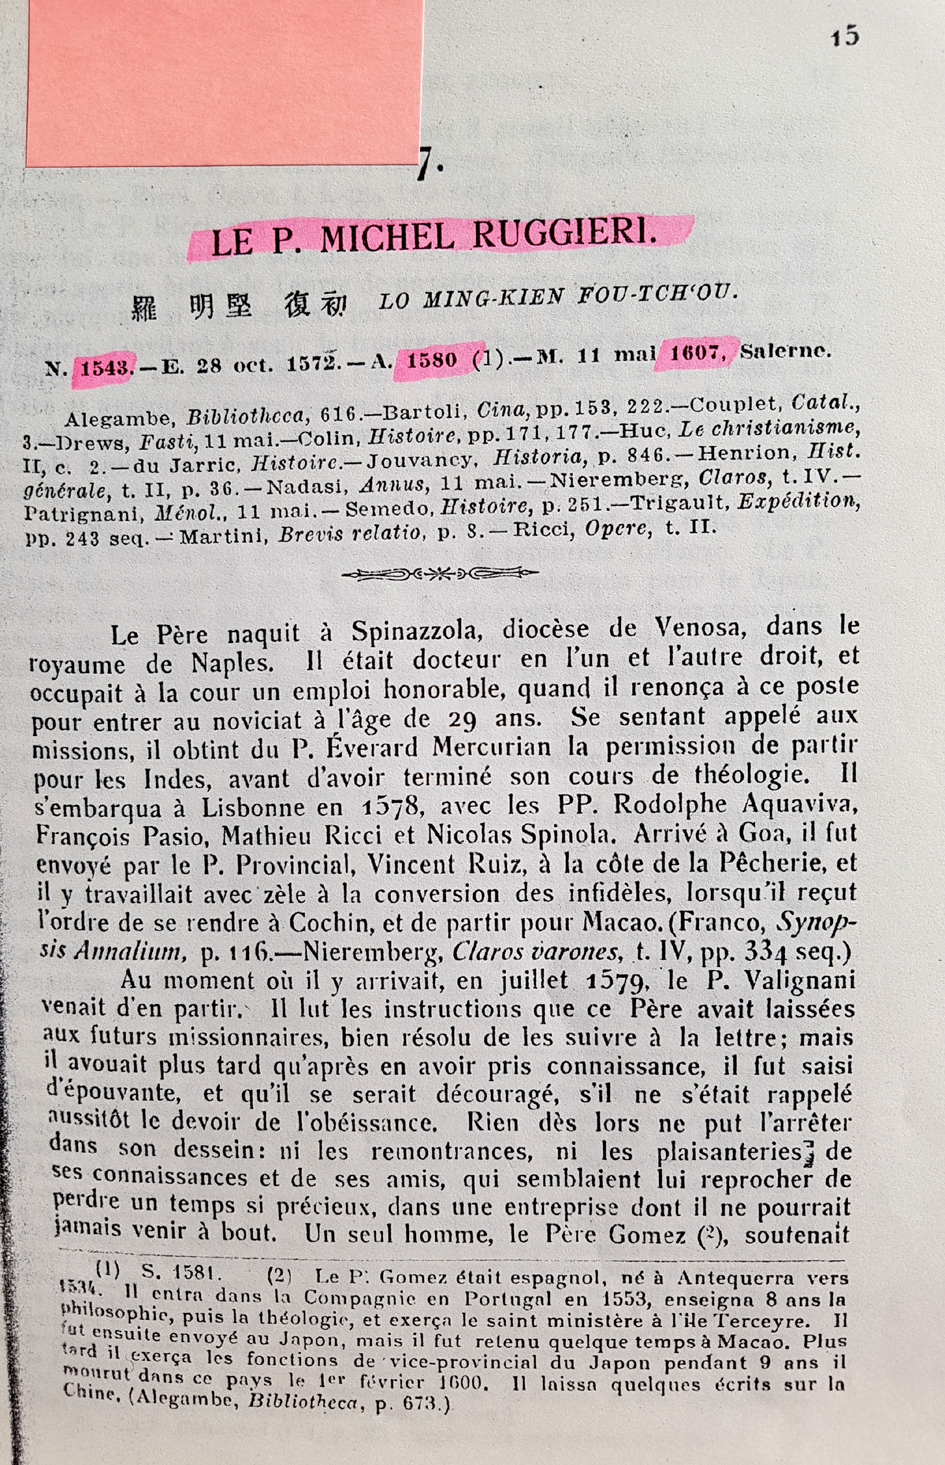 15
7.
LE P. MICHEL RUGGIERI.
羅 明堅 復初 LO MING-KIEN FOU-TCH‘OU.
N. 1543.—E. 28 oct. 1572.—A. 1580 (1).—M. 11 mai 1607, Salerne.
Alegambe, Bibliotheca, 616.—Bartoli, Cina, pp. 153, 222.—Couplet, Catal.,
3.—Drews, Fasti, 11 mai.—Colin, Histoire, pp. 171, 177.—Huc, Le christianisme,
II, c. 2.—du Jarric, Histoire.—Jouvancy, Historia, p. 846.—Henrion, Hist.
générale, t. II, p. 36.—Nadasi, Annus, 11 mai.—Nieremberg, Claros, t. IV.—
Patrignani, Ménol., 11 mai.—Semedo, Histoire, p. 251.—Trigault, Expédition,
pp. 243 seq.—Martini, Brevis relatio, p. 8.—Ricci, Opere, t. II.
Le Père naquit à Spinazzola, diocèse de Venosa, dans le
royaume de Naples. Il était docteur en l'un et l'autre droit, et
occupait à la cour un emploi honorable, quand il renonça à ce poste
pour entrer au noviciat à l'âge de 29 ans. Se sentant appelé aux
missions, il obtint du P. Éverard Mercurian la permission de partir
pour les Indes, avant d'avoir terminé son cours de théologie. Il
s'embarqua à Lisbonne en 1578, avec les PP. Rodolphe Aquaviva,
François Pasio, Mathieu Ricci et Nicolas Spinola. Arrivé à Goa, il fut
envoyé par le P. Provincial, Vincent Ruiz, à la côte de la Pêcherie, et
il y travaillait avec zèle à la conversion des infidèles, lorsqu'il reçut
l'ordre de se rendre à Cochin, et de partir pour Macao. (Franco, Synop-
sis Annalium, p. 116.—Nieremberg, Claros varones, t. IV, pp. 334 seq.)
Au moment où il y arrivait, en juillet 1579, le P. Valignani
venait d'en partir. Il lut les instructions que ce Père avait laissées
aux futurs missionnaires, bien résolu de les suivre à la lettre; mais
il avouait plus tard qu'après en avoir pris connaissance, il fut saisi
d'épouvante, et qu'il se serait découragé, s'il ne s'était rappelé
aussitôt le devoir de l'obéissance. Rien dès lors ne put l'arrêter
dans son dessein: ni les remontrances, ni les plaisanteries de
ses connaissances et de ses amis, qui semblaient lui reprocher de
perdre un temps si précieux, dans une entreprise dont il ne pourrait
jamais venir à bout. Un seul homme, le Père Gomez (2), soutenait
(1) S. 1581. (2) Le P. Gomez était espagnol, né à Antequerra vers
1534. Il entra dans la Compagnie en Portugal en 1553, enseigna 8 ans la
philosophie, puis la théologie, et exerça le saint ministère à l'île Terceyre. Il
fut ensuite envoyé au Japon, mais il fut retenu quelque temps à Macao. Plus
tard il exerça les fonctions de vice-provincial du Japon pendant 9 ans il
mourut dans ce pays le 1er février 1600. Il laissa quelques écrits sur la
Chine. (Alegambe, Bibliotheca, p. 673.)